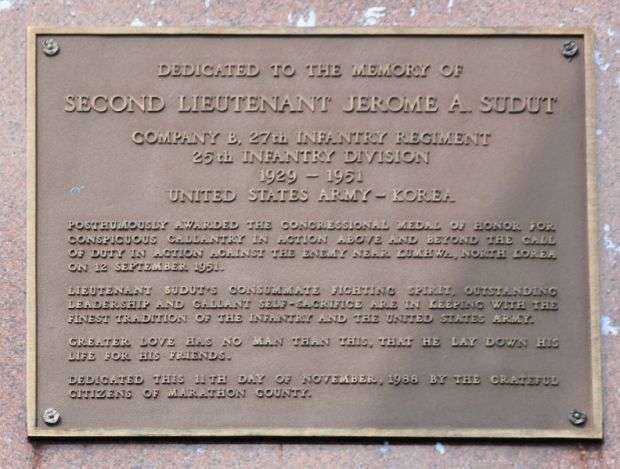 DEDICATED TO THE MEMORY OF
SECOND LIEUTENANT JEROME A. SUDUT
COMPANY B, 27th INFANTRY REGIMENT
25th INFANTRY DIVISION
1929 – 1951
UNITED STATES ARMY – KOREA
POSTHUMOUSLY AWARDED THE CONGRESSIONAL MEDAL OF HONOR FOR
CONSPICUOUS GALLANTRY IN ACTION ABOVE AND BEYOND THE CALL
OF DUTY IN ACTION AGAINST THE ENEMY NEAR KUMHWA, NORTH KOREA
ON 12 SEPTEMBER 1951.
LIEUTENANT SUDUT'S CONSUMMATE FIGHTING SPIRIT, OUTSTANDING
LEADERSHIP AND GALLANT SELF-SACRIFICE ARE IN KEEPING WITH THE
FINEST TRADITION OF THE INFANTRY AND THE UNITED STATES ARMY.
GREATER LOVE HAS NO MAN THAN THIS, THAT HE LAY DOWN HIS
LIFE FOR HIS FRIENDS.
DEDICATED THIS 11TH DAY OF NOVEMBER, 1988 BY THE GRATEFUL
CITIZENS OF MARATHON COUNTY.